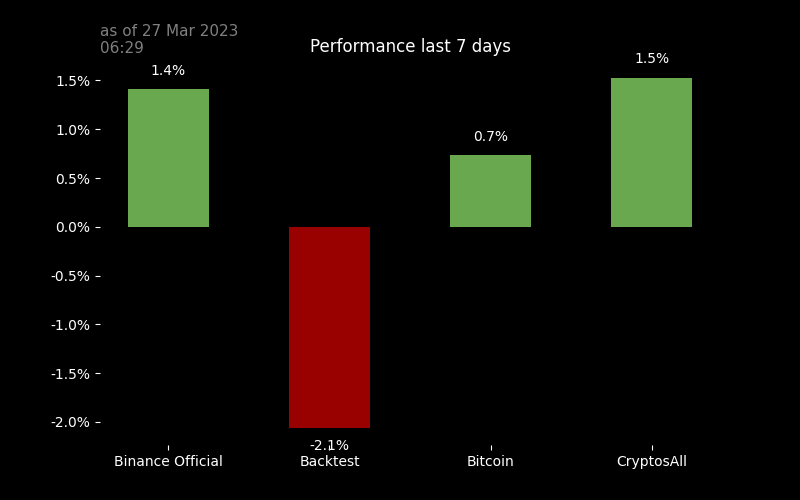 as of 27 Mar 2023
06:29
Performance last 7 days
1.4%
0.7%
1.5%
-2.1%
1.5%
1.0%
0.5%
0.0%
-0.5%
-1.0%
-1.5%
-2.0%
Binance Official
Backtest
Bitcoin
CryptosAll